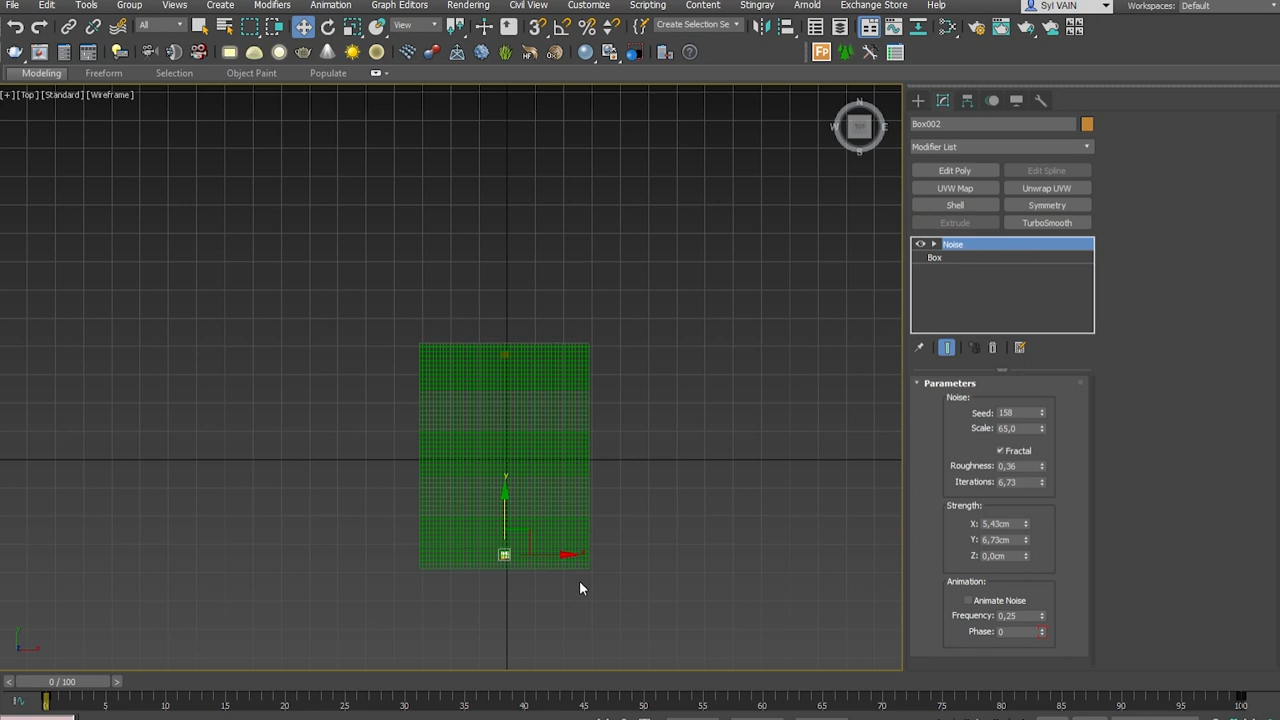 File Edit Tools Group Views Create Modifiers Animation Graph Editors Rendering Civil View Customize Scripting Content Stingray Arnold Exchange Store Help Syl VAIN Workspaces: Default
All View Create Selection Se
Modeling Freeform Selection Object Paint Populate
[+] [Top] [Standard] [Wireframe]
N
W TOP E
S
Box002
Modifier List
Edit Poly Edit Spline
UVW Map Unwrap UVW
Shell Symmetry
Extrude TurboSmooth
Noise
Box
Parameters
Noise:
Seed: 158
Scale: 65,0
Fractal
Roughness: 0,36
Iterations: 6,73
Strength:
X: 5,43cm
Y: 6,73cm
Z: 0,0cm
Animation:
Animate Noise
Frequency: 0,25
Phase: 0
y
x
< 0 / 100 >
0 5 10 15 20 25 30 35 40 45 50 55 60 65 70 75 80 85 90 95 100